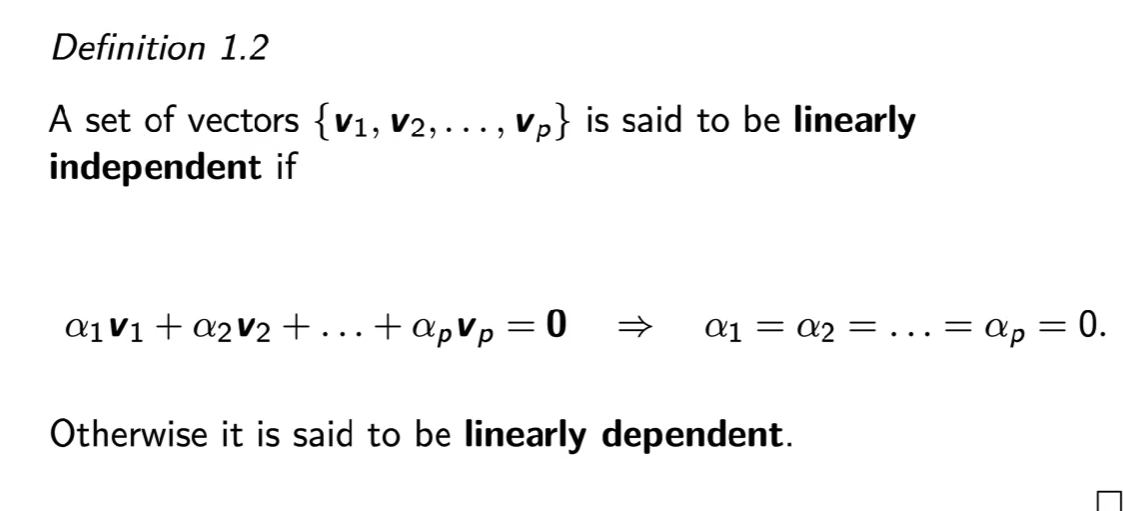 Definition 1.2
A set of vectors {v₁, v₂, . . . , vₚ} is said to be linearly
independent if
α₁v₁ + α₂v₂ + . . . + αₚvₚ = 0 ⇒ α₁ = α₂ = . . . = αₚ = 0.
Otherwise it is said to be linearly dependent.